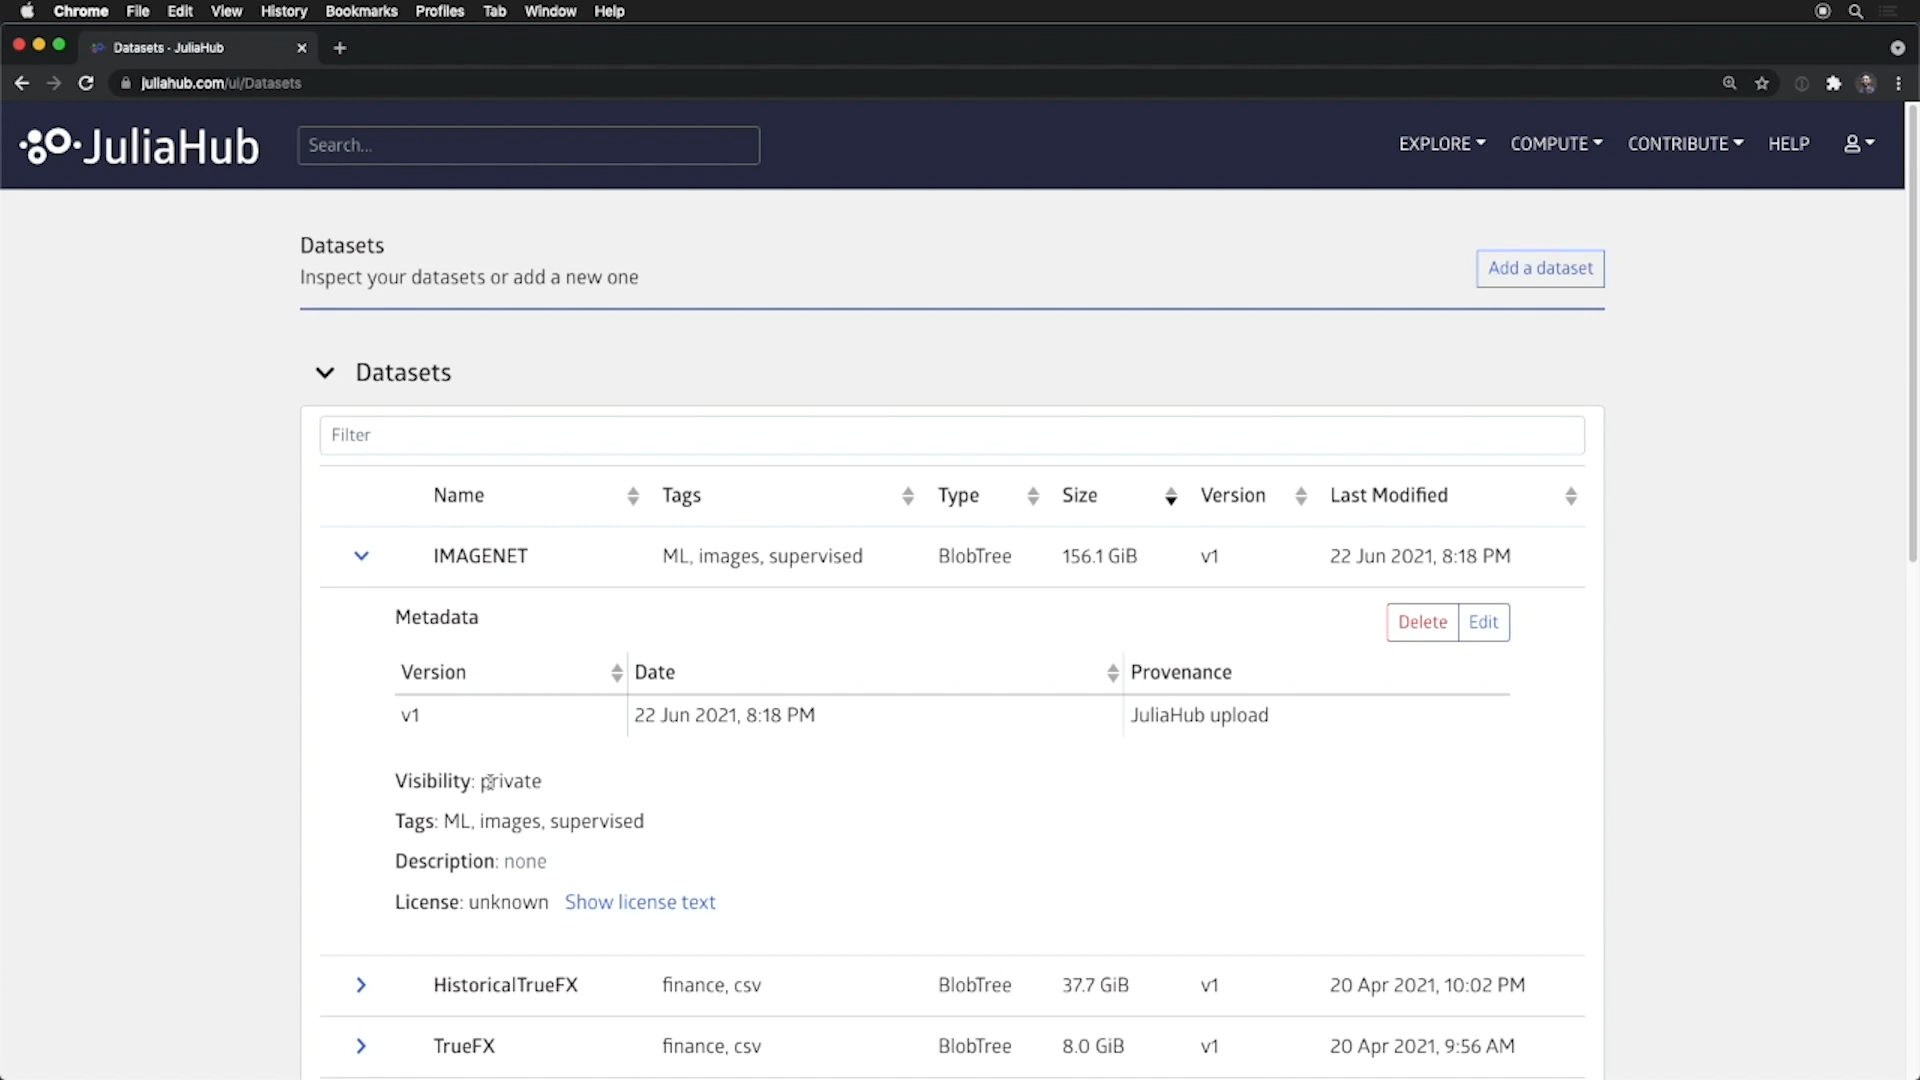 Chrome File Edit View History Bookmarks Profiles Tab Window Help
Datasets - JuliaHub
juliahub.com/ui/Datasets
JuliaHub Search... EXPLORE COMPUTE CONTRIBUTE HELP
Datasets
Inspect your datasets or add a new one
Add a dataset
Datasets
Filter
Name Tags Type Size Version Last Modified
IMAGENET ML, images, supervised BlobTree 156.1 GiB v1 22 Jun 2021, 8:18 PM
Metadata Delete Edit
Version Date Provenance
v1 22 Jun 2021, 8:18 PM JuliaHub upload
Visibility: private
Tags: ML, images, supervised
Description: none
License: unknown Show license text
HistoricalTrueFX finance, csv BlobTree 37.7 GiB v1 20 Apr 2021, 10:02 PM
TrueFX finance, csv BlobTree 8.0 GiB v1 20 Apr 2021, 9:56 AM